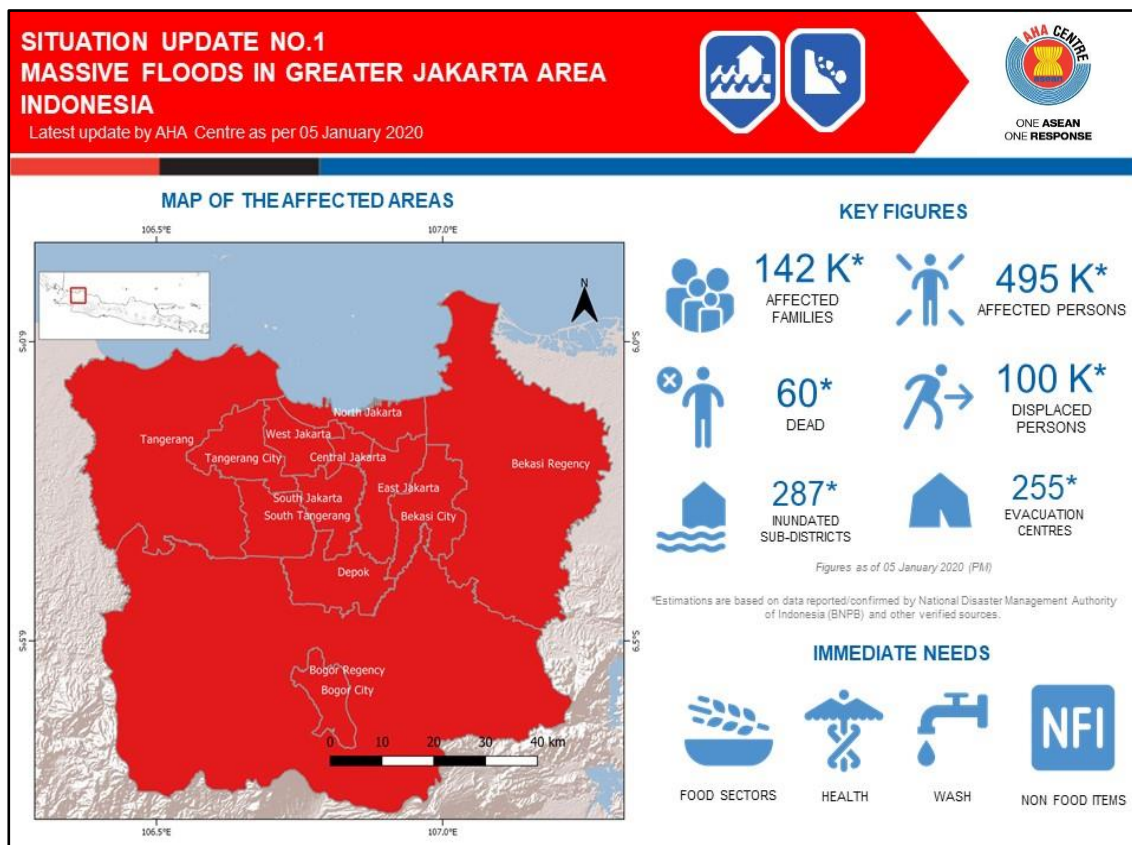 SITUATION UPDATE NO.1
MASSIVE FLOODS IN GREATER JAKARTA AREA
INDONESIA
Latest update by AHA Centre as per 05 January 2020
AHA CENTRE
asean
ONE ASEAN
ONE RESPONSE
MAP OF THE AFFECTED AREAS
106.5°E
107.0°E
N
6.0°S
6.0°S
North Jakarta
Tangerang
West Jakarta
Tangerang City
Central Jakarta
Bekasi Regency
South Jakarta
East Jakarta
South Tangerang
Bekasi City
Depok
6.5°S
6.5°S
Bogor Regency
Bogor City
0 10 20 30 40 km
106.5°E
107.0°E
KEY FIGURES
142 K*
AFFECTED
FAMILIES
495 K*
AFFECTED PERSONS
60*
DEAD
100 K*
DISPLACED
PERSONS
287*
INUNDATED
SUB-DISTRICTS
255*
EVACUATION
CENTRES
Figures as of 05 January 2020 (PM)
*Estimations are based on data reported/confirmed by National Disaster Management Authority
of Indonesia (BNPB) and other verified sources.
IMMEDIATE NEEDS
NFI
FOOD SECTORS
HEALTH
WASH
NON FOOD ITEMS